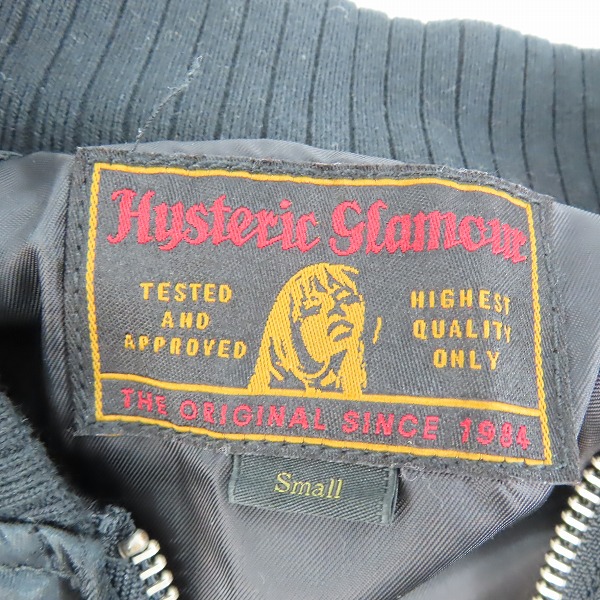 Hysteric Glamour
TESTED
AND
APPROVED
HIGHEST
QUALITY
ONLY
THE ORIGINAL SINCE 1984
Small